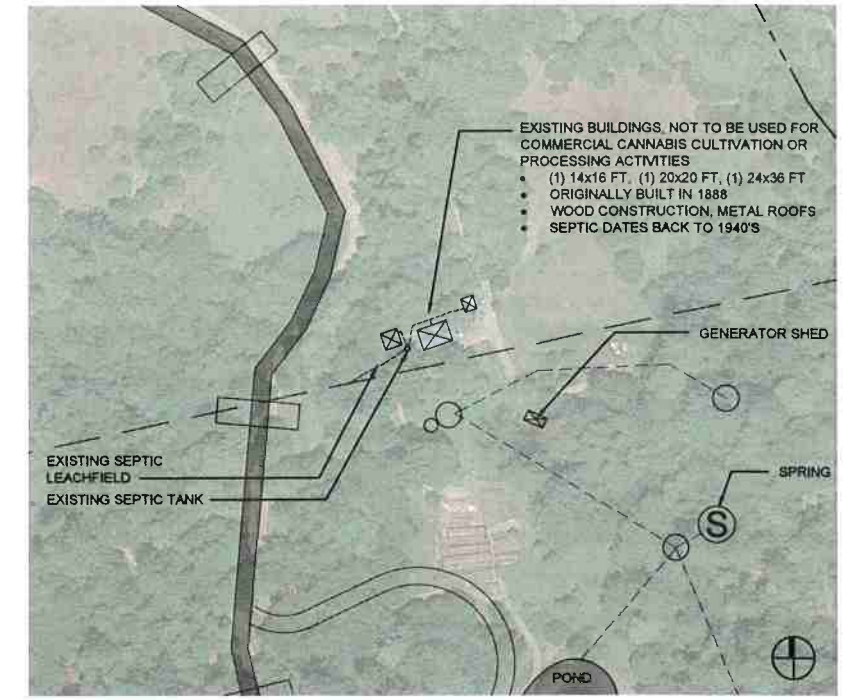 EXISTING BUILDINGS, NOT TO BE USED FOR
COMMERCIAL CANNABIS CULTIVATION OR
PROCESSING ACTIVITIES
• (1) 14x16 FT, (1) 20x20 FT, (1) 24x36 FT
• ORIGINALLY BUILT IN 1888
• WOOD CONSTRUCTION, METAL ROOFS
• SEPTIC DATES BACK TO 1940'S
GENERATOR SHED
EXISTING SEPTIC
LEACHFIELD
EXISTING SEPTIC TANK
SPRING
S
POND